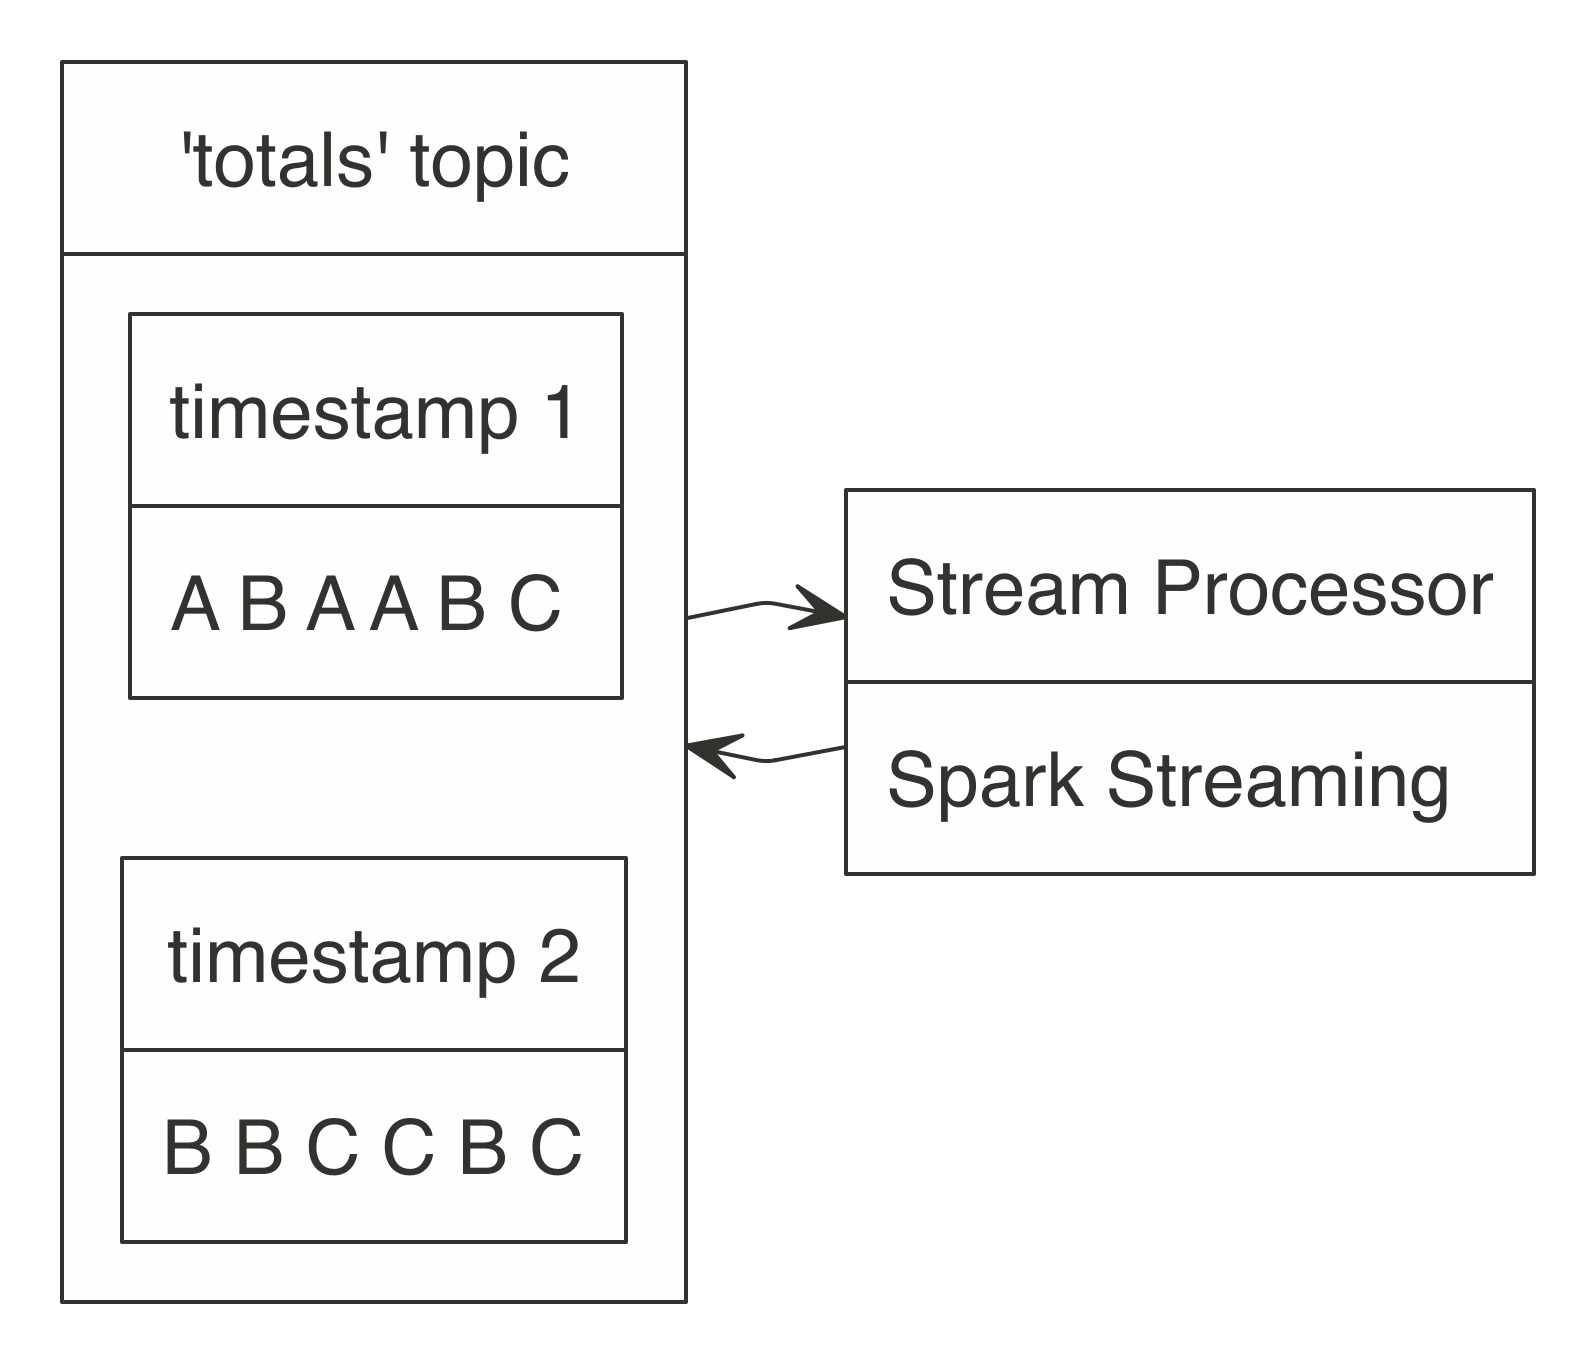 'totals' topic
timestamp 1
A B A A B C
timestamp 2
B B C C B C
Stream Processor
Spark Streaming